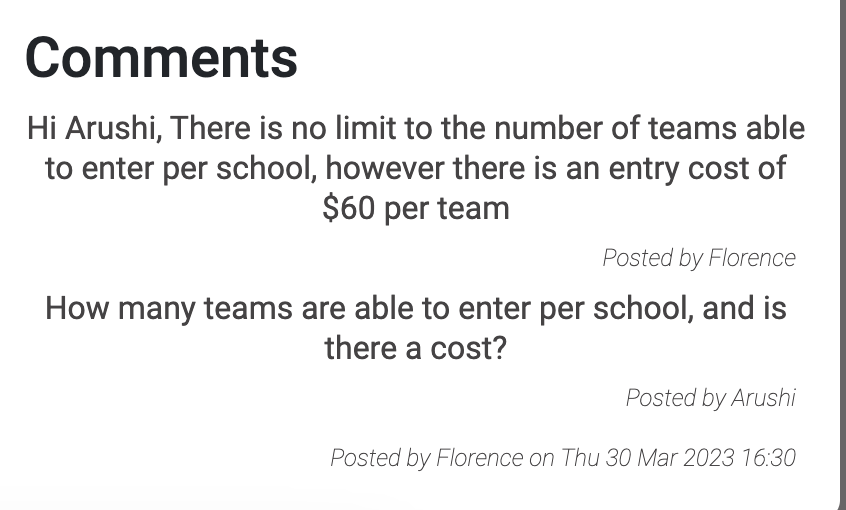 Comments
Hi Arushi, There is no limit to the number of teams able
to enter per school, however there is an entry cost of
$60 per team
Posted by Florence
How many teams are able to enter per school, and is
there a cost?
Posted by Arushi
Posted by Florence on Thu 30 Mar 2023 16:30